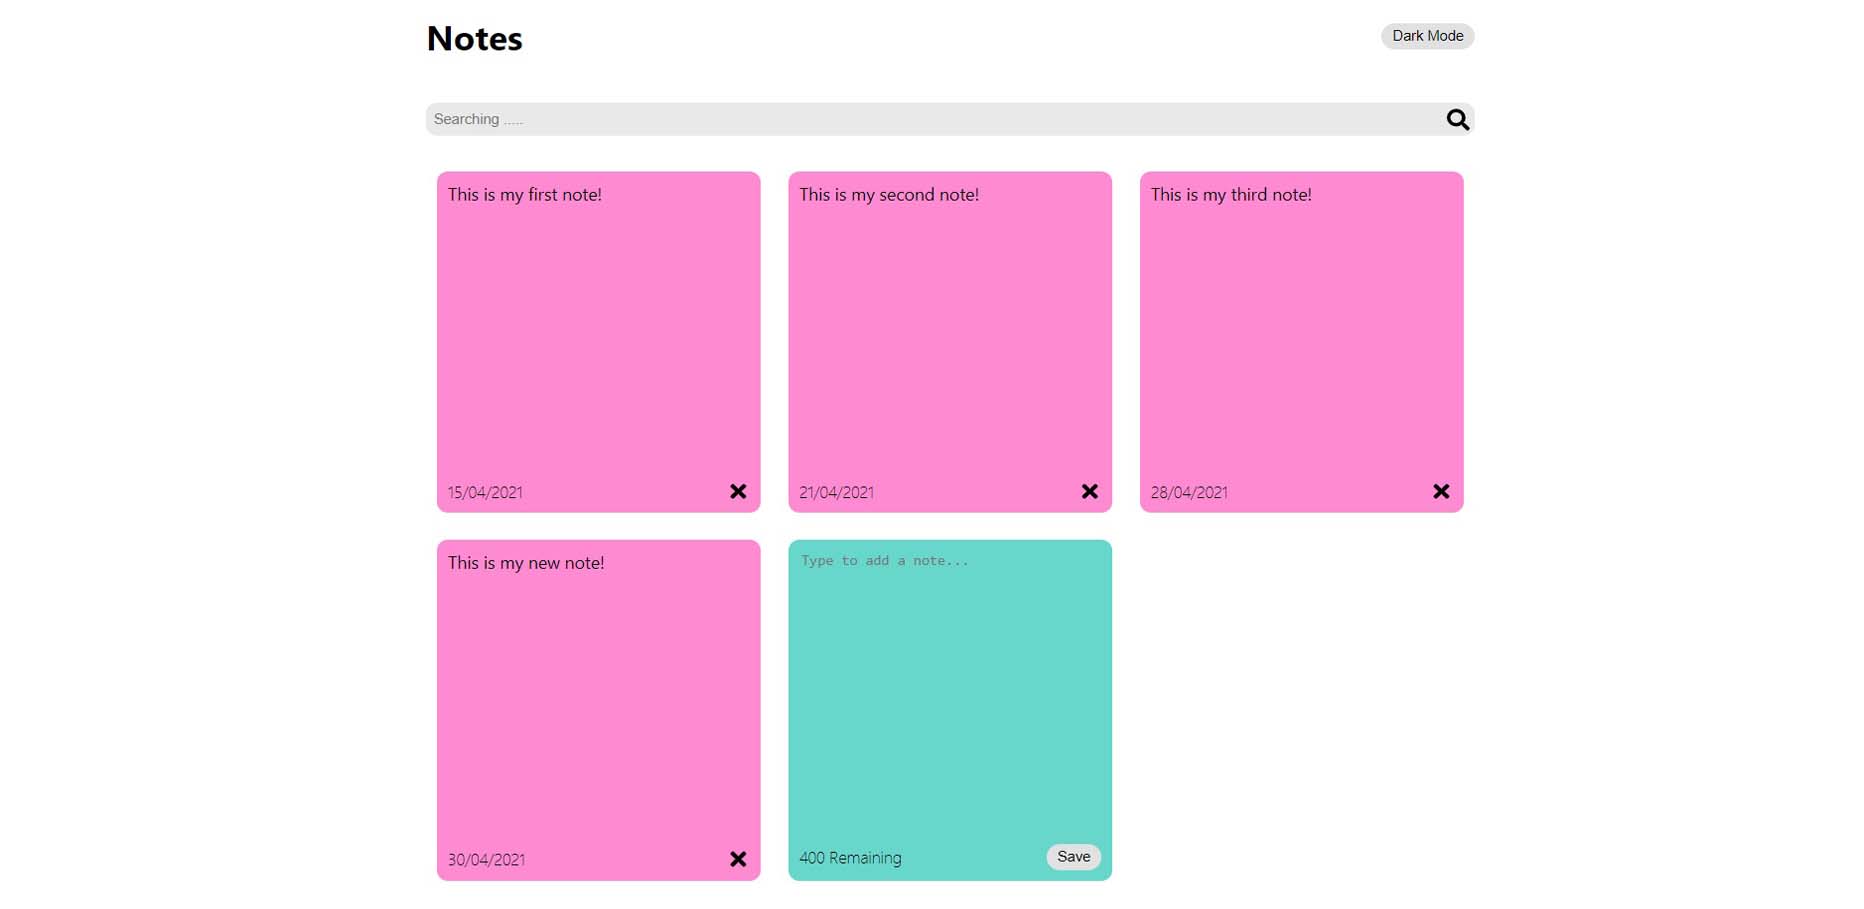 Notes
Dark Mode
Searching .....
This is my first note!
This is my second note!
This is my third note!
15/04/2021
21/04/2021
28/04/2021
This is my new note!
Type to add a note...
30/04/2021
400 Remaining
Save